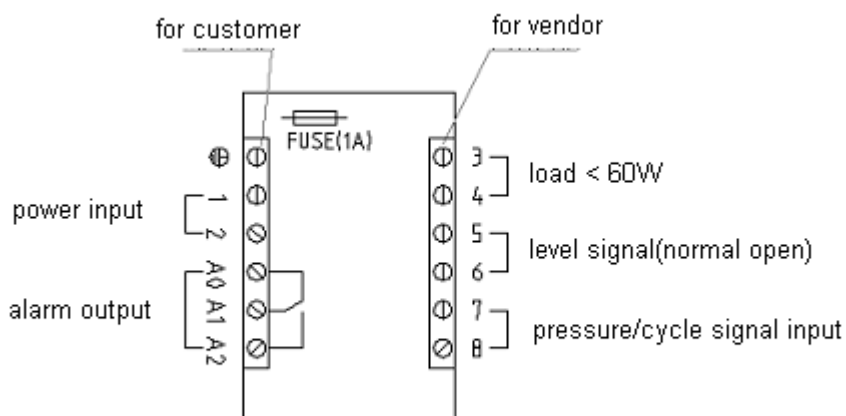 for customer
for vendor
FUSE(1A)
power input
1
2
alarm output
A0
A1
A2
3
4
load < 60W
5
6
level signal(normal open)
7
8
pressure/cycle signal input